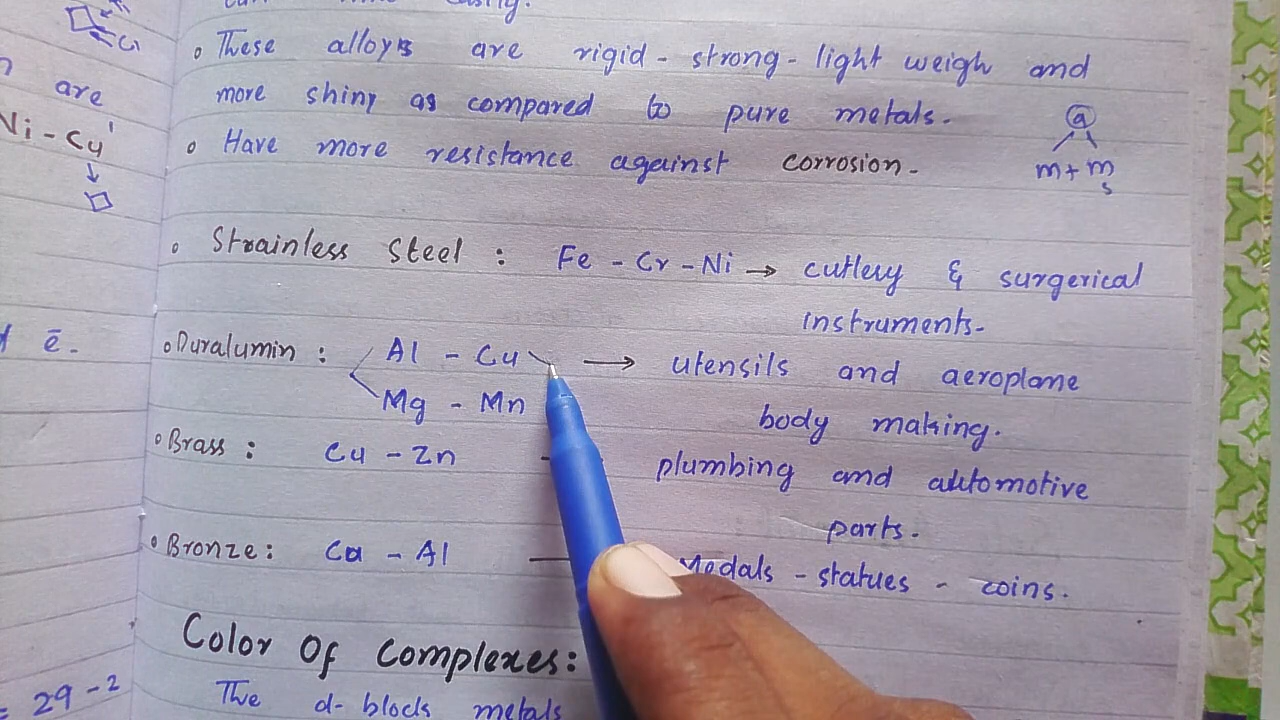 easily.
These alloys are rigid - strong - light weigh and
more shiny as compared to pure metals.
Have more resistance against corrosion.
a
m + m
s
are
Ni - Cu
Strainless Steel : Fe - Cr - Ni → cutlery & surgerical
instruments.
ē.
Duralumin : Al - Cu → utensils and aeroplane
Mg - Mn body making.
Brass : Cu - Zn plumbing and automotive
parts.
Bronze : Ca - Al Medals - statues - coins.
Color Of Complexes:
= 29 - 2
The d- block metals